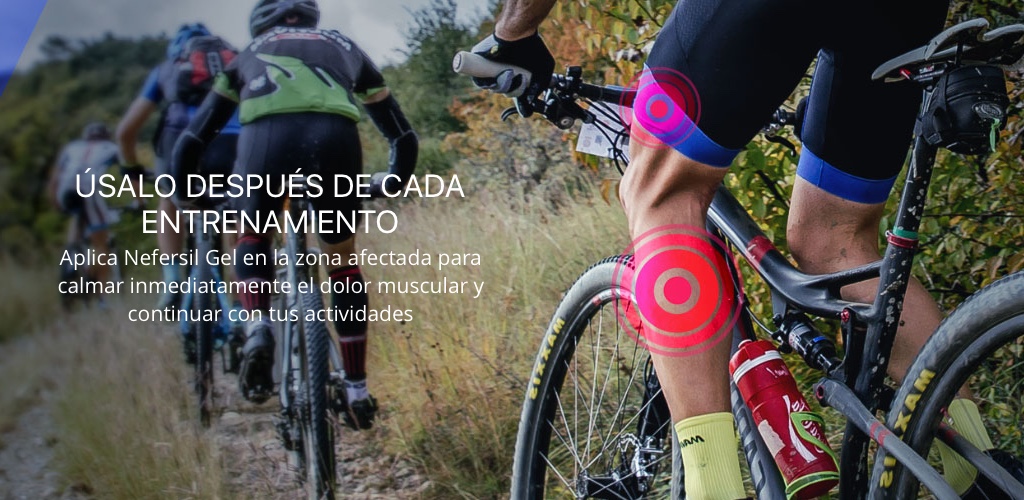 ÚSALO DESPUÉS DE CADA
ENTRENAMIENTO
Aplica Nefersil Gel en la zona afectada para
calmar inmediatamente el dolor muscular y
continuar con tus actividades